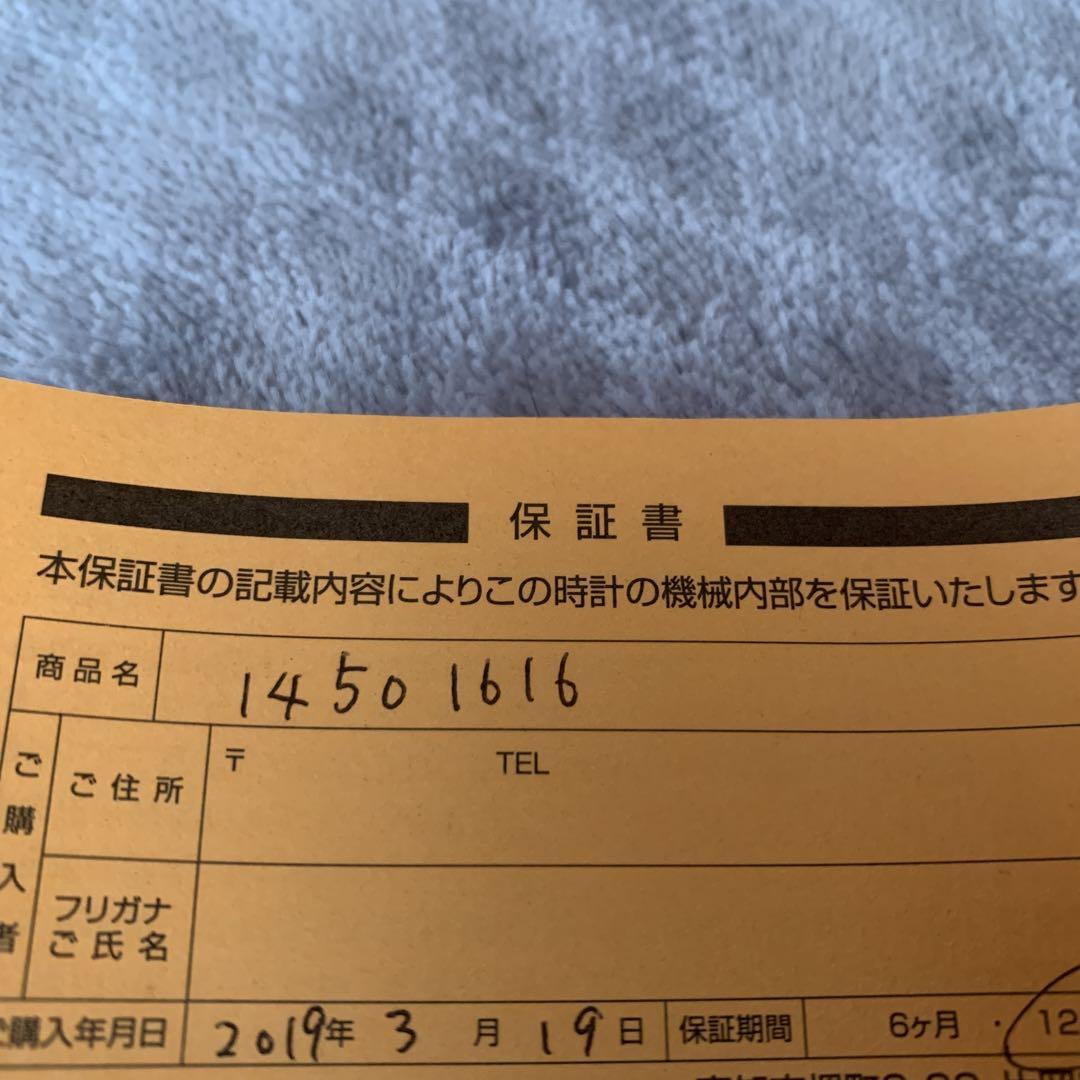 保証書
本保証書の記載内容によりこの時計の機械内部を保証いたします
商品名 14501616
ご購入者
ご住所 〒 TEL
フリガナ
ご氏名
ご購入年月日 2019年 3月 19日 保証期間 6ヶ月・12